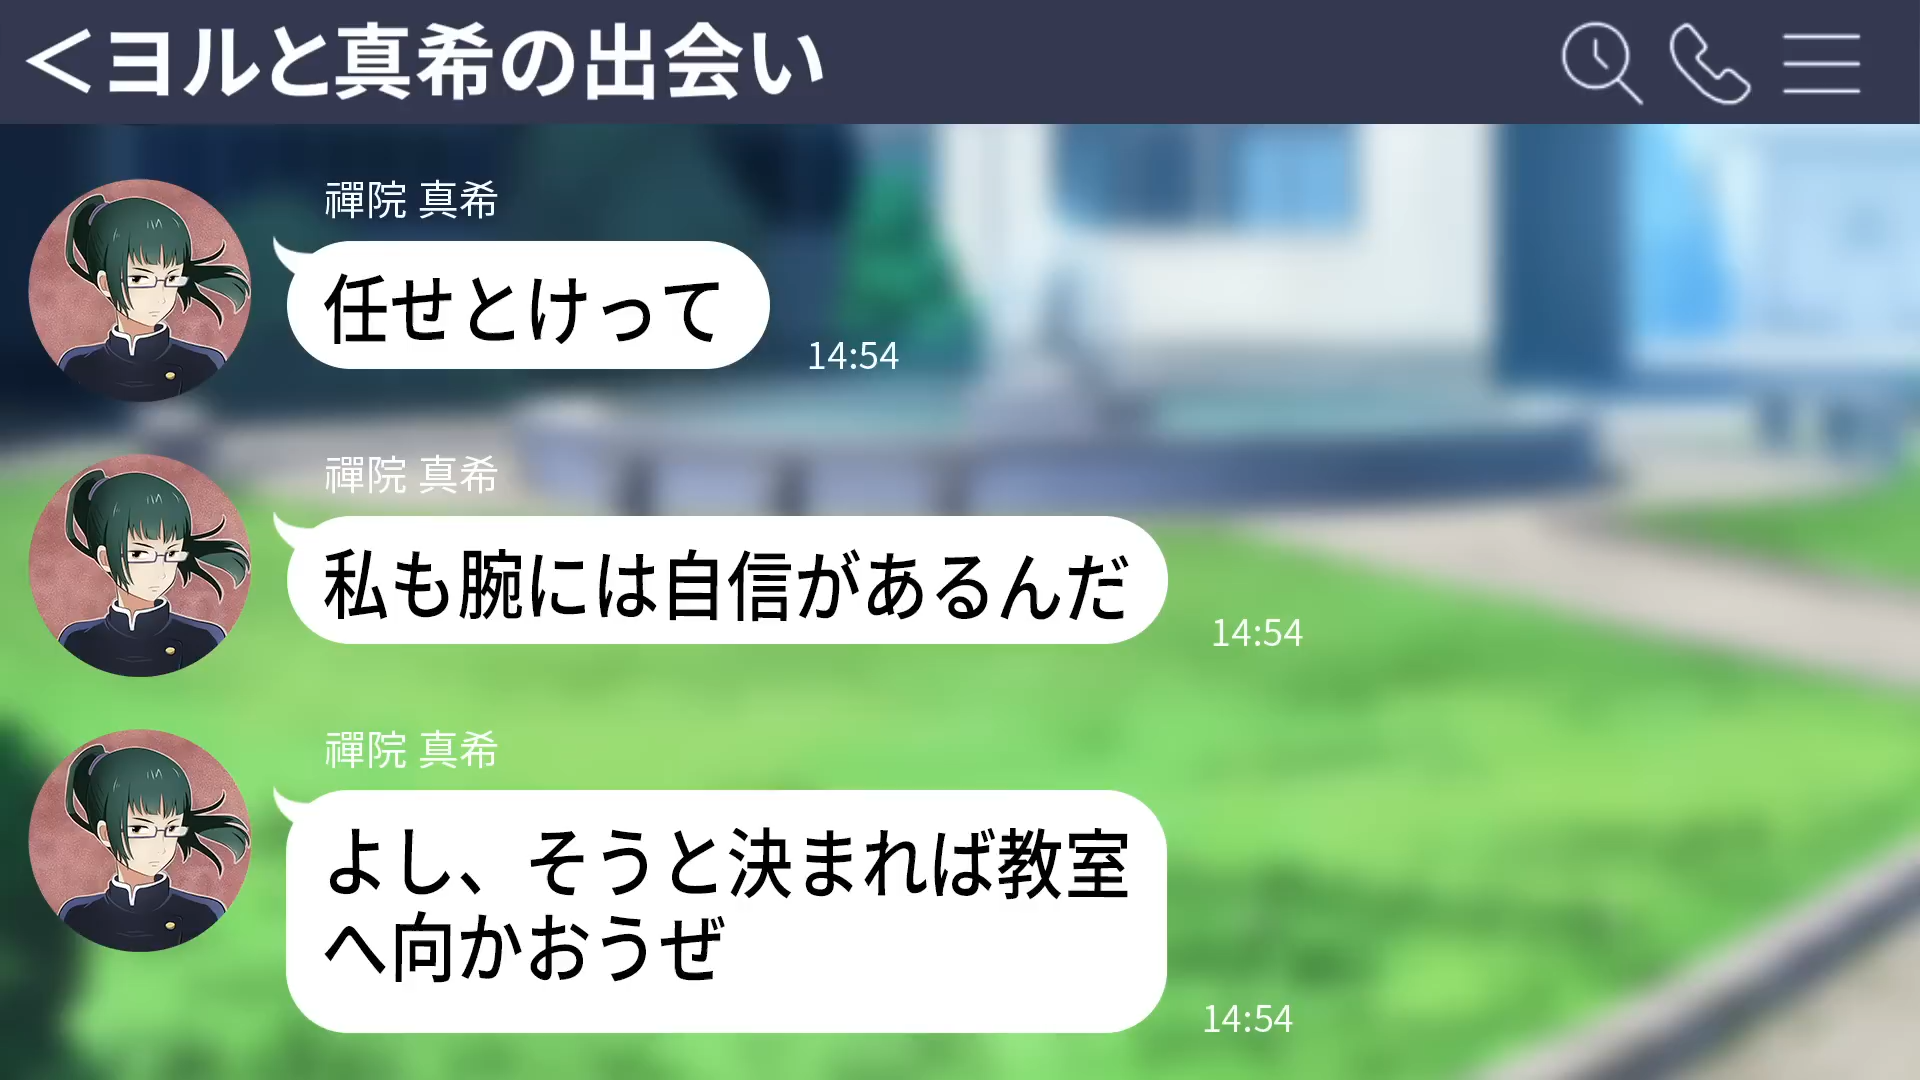 ＜ヨルと真希の出会い
禪院 真希
任せとけって
14:54
禪院 真希
私も腕には自信があるんだ
14:54
禪院 真希
よし、そうと決まれば教室
へ向かおうぜ
14:54